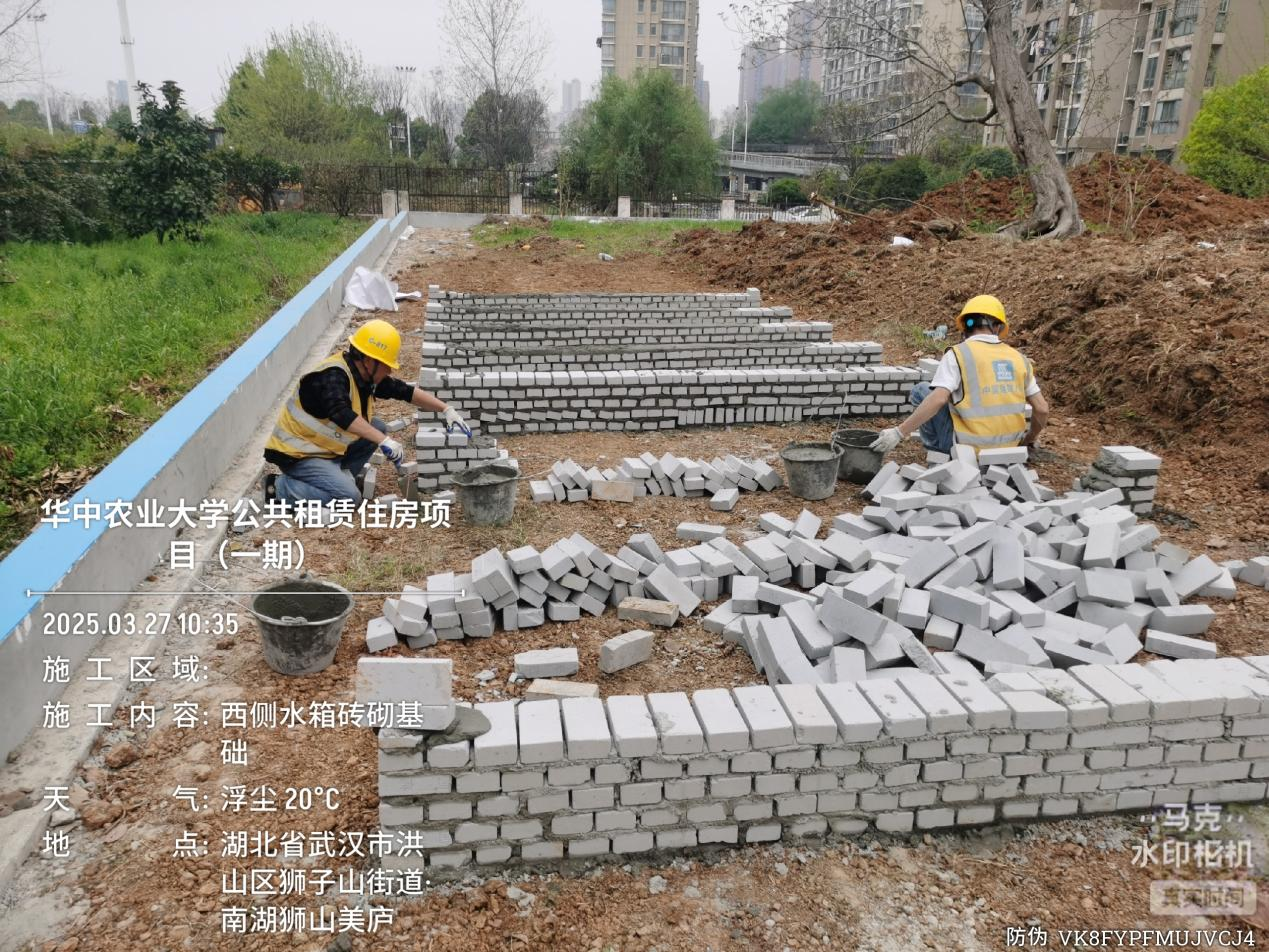 G-817
华中农业大学公共租赁住房项
目（一期）
2025.03.27 10:35
施工区域:
施工内容: 西侧水箱砖砌基
础
天气: 浮尘 20℃
地点: 湖北省武汉市洪
山区狮子山街道·
南湖狮山美庐
马克
水印相机
真实时间
防伪 VK8FYPFMUJVCJ4